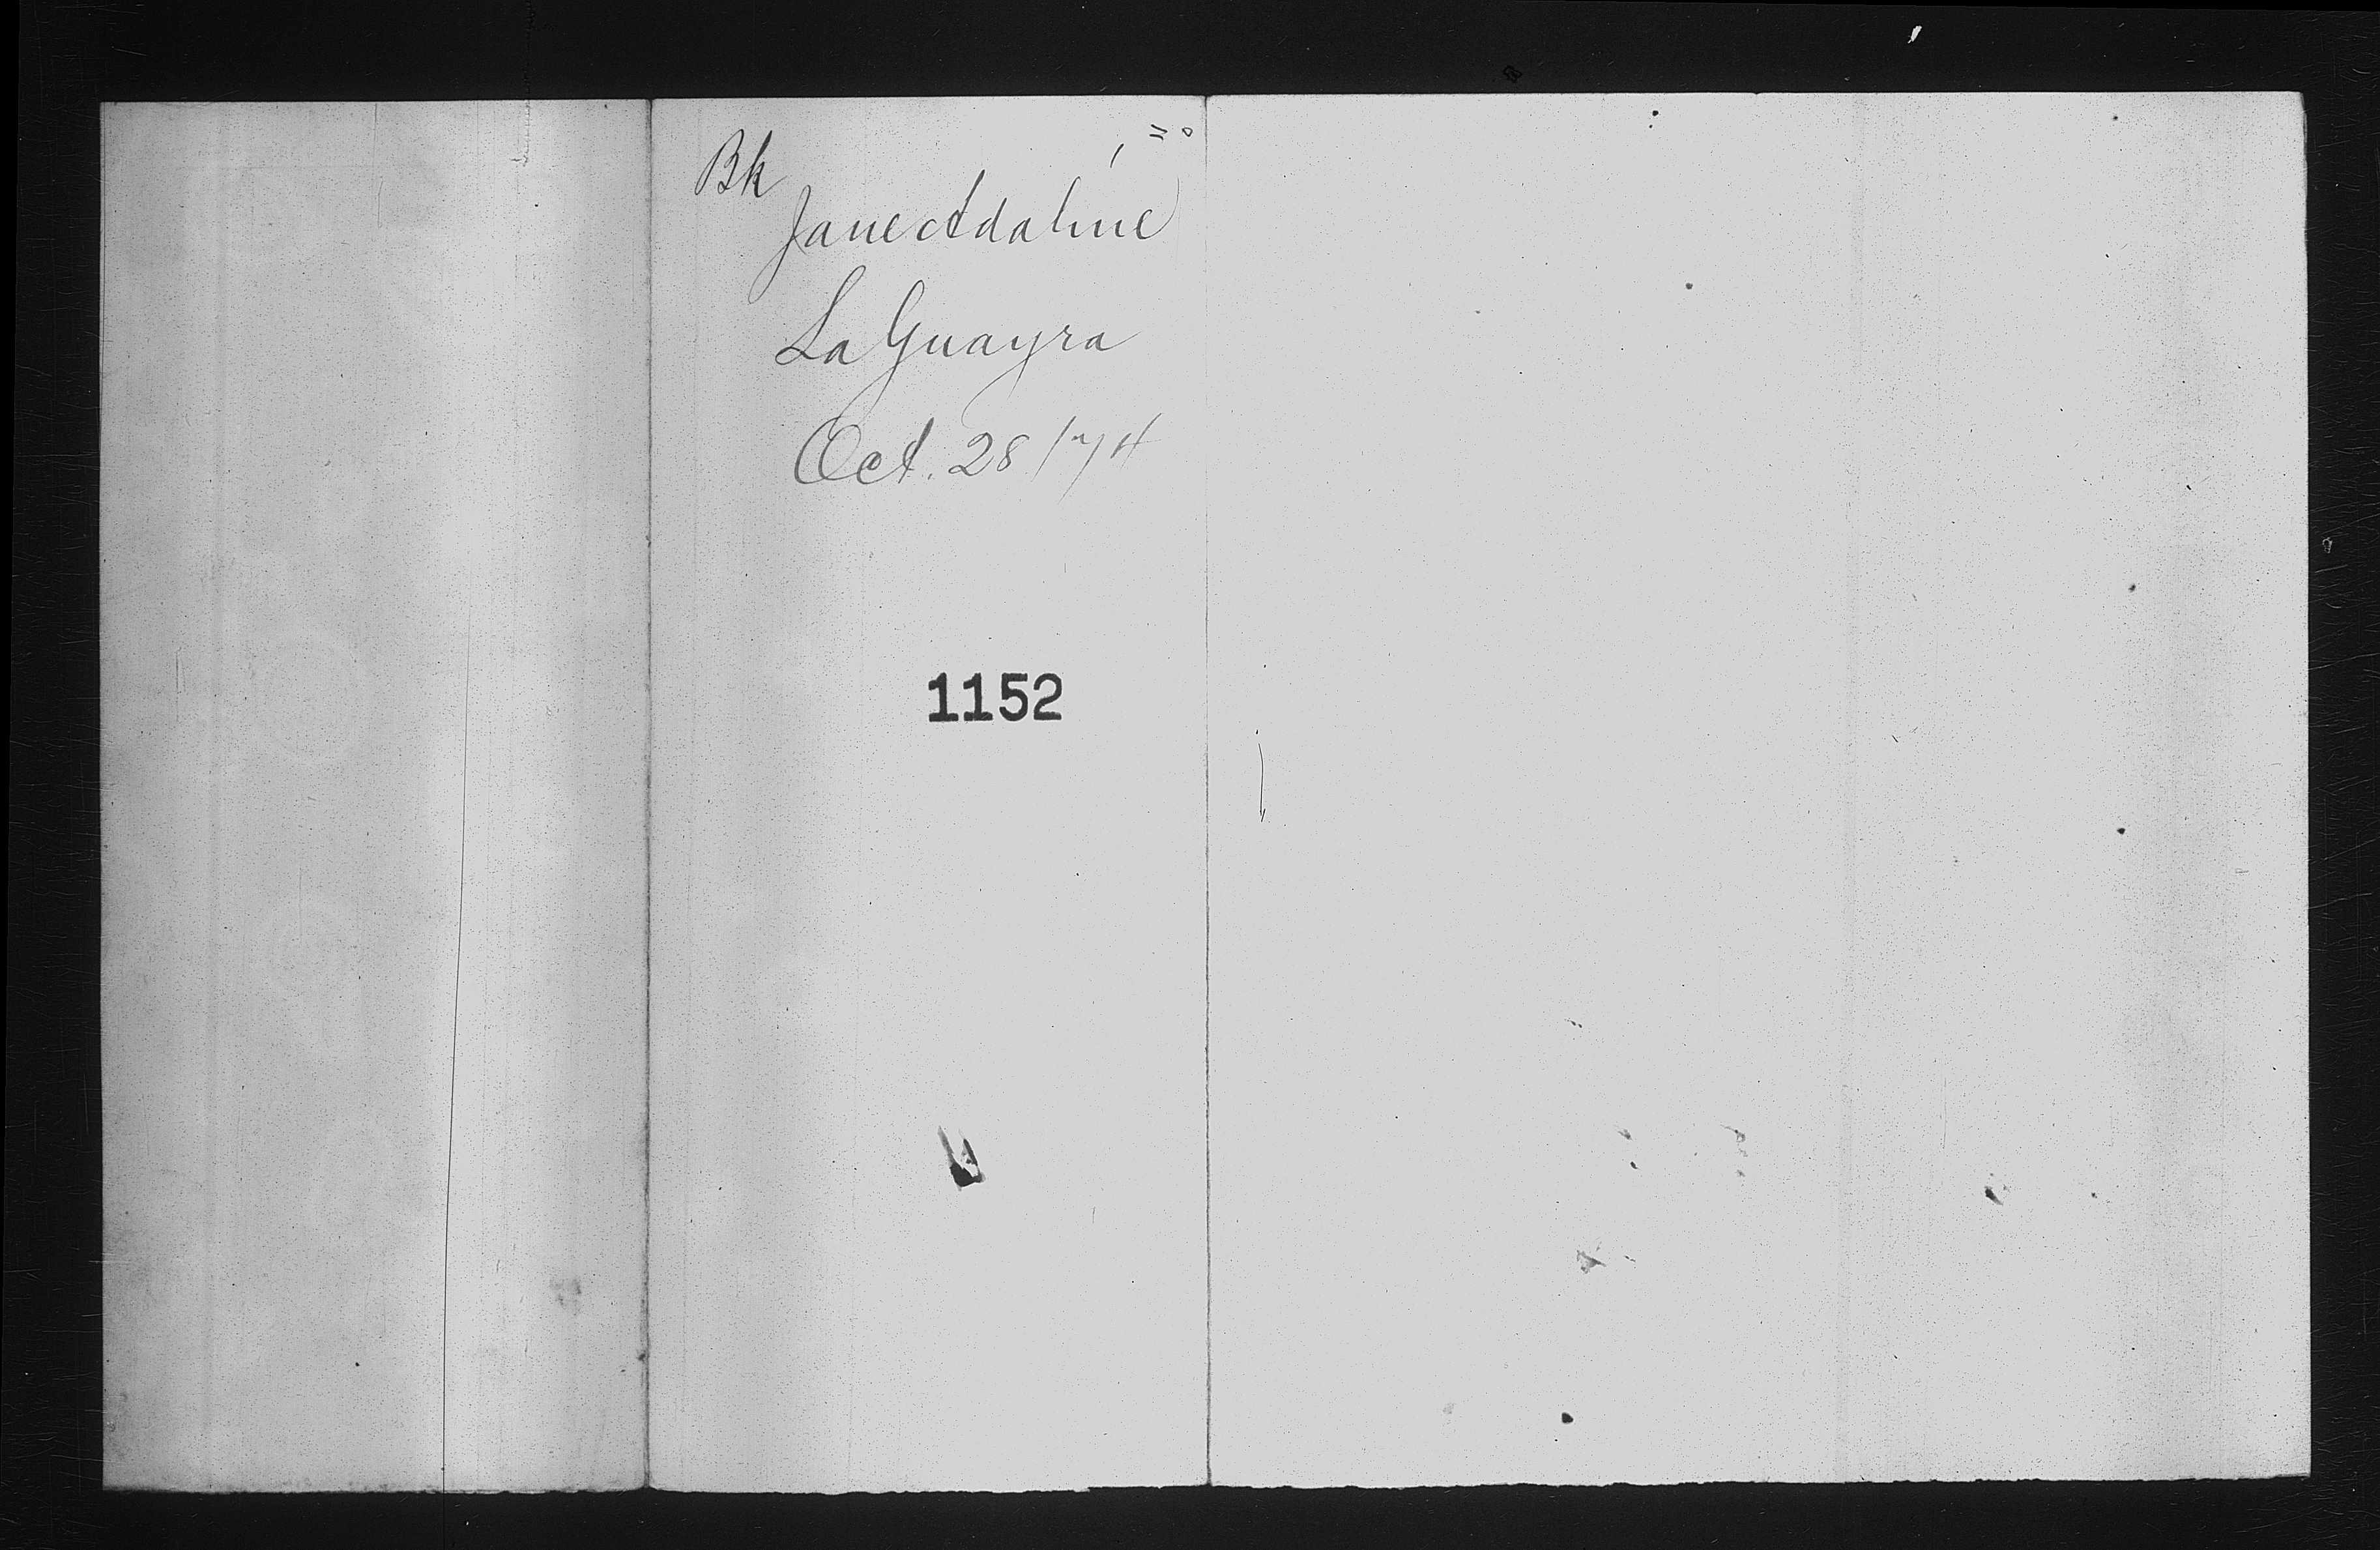 Bk
Jane Adaline
La Guayra
Oct. 28/74
1152